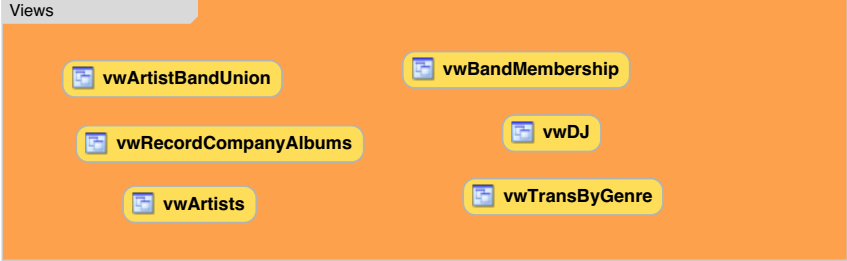 Views
vwArtistBandUnion
vwBandMembership
vwRecordCompanyAlbums
vwDJ
vwArtists
vwTransByGenre